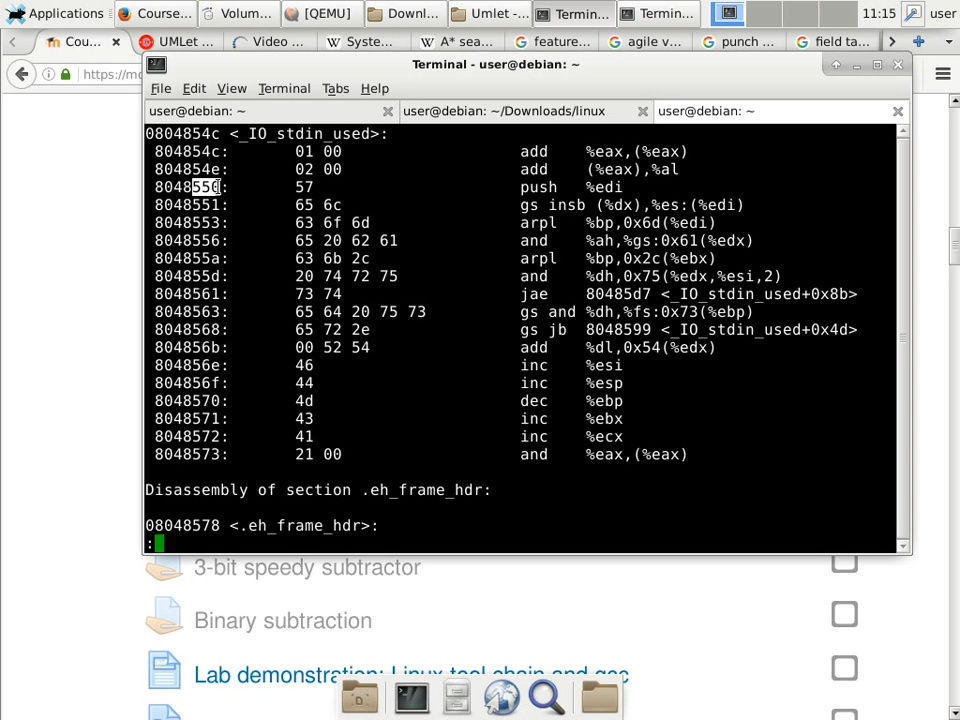 Applications
Course...
Volum...
[QEMU]
Downl...
Umlet -...
Termin...
Termin...
11:15
user
Cou...
UMLet ...
Video ...
Syste...
A* sea...
feature...
agile v...
punch ...
field ta...
https://mo
Terminal - user@debian: ~
File Edit View Terminal Tabs Help
user@debian: ~
user@debian: ~/Downloads/linux
user@debian: ~
0804854c <_IO_stdin_used>:
804854c: 01 00 add %eax,(%eax)
804854e: 02 00 add (%eax),%al
8048550: 57 push %edi
8048551: 65 6c gs insb (%dx),%es:(%edi)
8048553: 63 6f 6d arpl %bp,0x6d(%edi)
8048556: 65 20 62 61 and %ah,%gs:0x61(%edx)
804855a: 63 6b 2c arpl %bp,0x2c(%ebx)
804855d: 20 74 72 75 and %dh,0x75(%edx,%esi,2)
8048561: 73 74 jae 80485d7 <_IO_stdin_used+0x8b>
8048563: 65 64 20 75 73 gs and %dh,%fs:0x73(%ebp)
8048568: 65 72 2e gs jb 8048599 <_IO_stdin_used+0x4d>
804856b: 00 52 54 add %dl,0x54(%edx)
804856e: 46 inc %esi
804856f: 44 inc %esp
8048570: 4d dec %ebp
8048571: 43 inc %ebx
8048572: 41 inc %ecx
8048573: 21 00 and %eax,(%eax)
Disassembly of section .eh_frame_hdr:
08048578 <.eh_frame_hdr>:
:
3-bit speedy subtractor
Binary subtraction
Lab demonstration: Linux tool chain and gcc